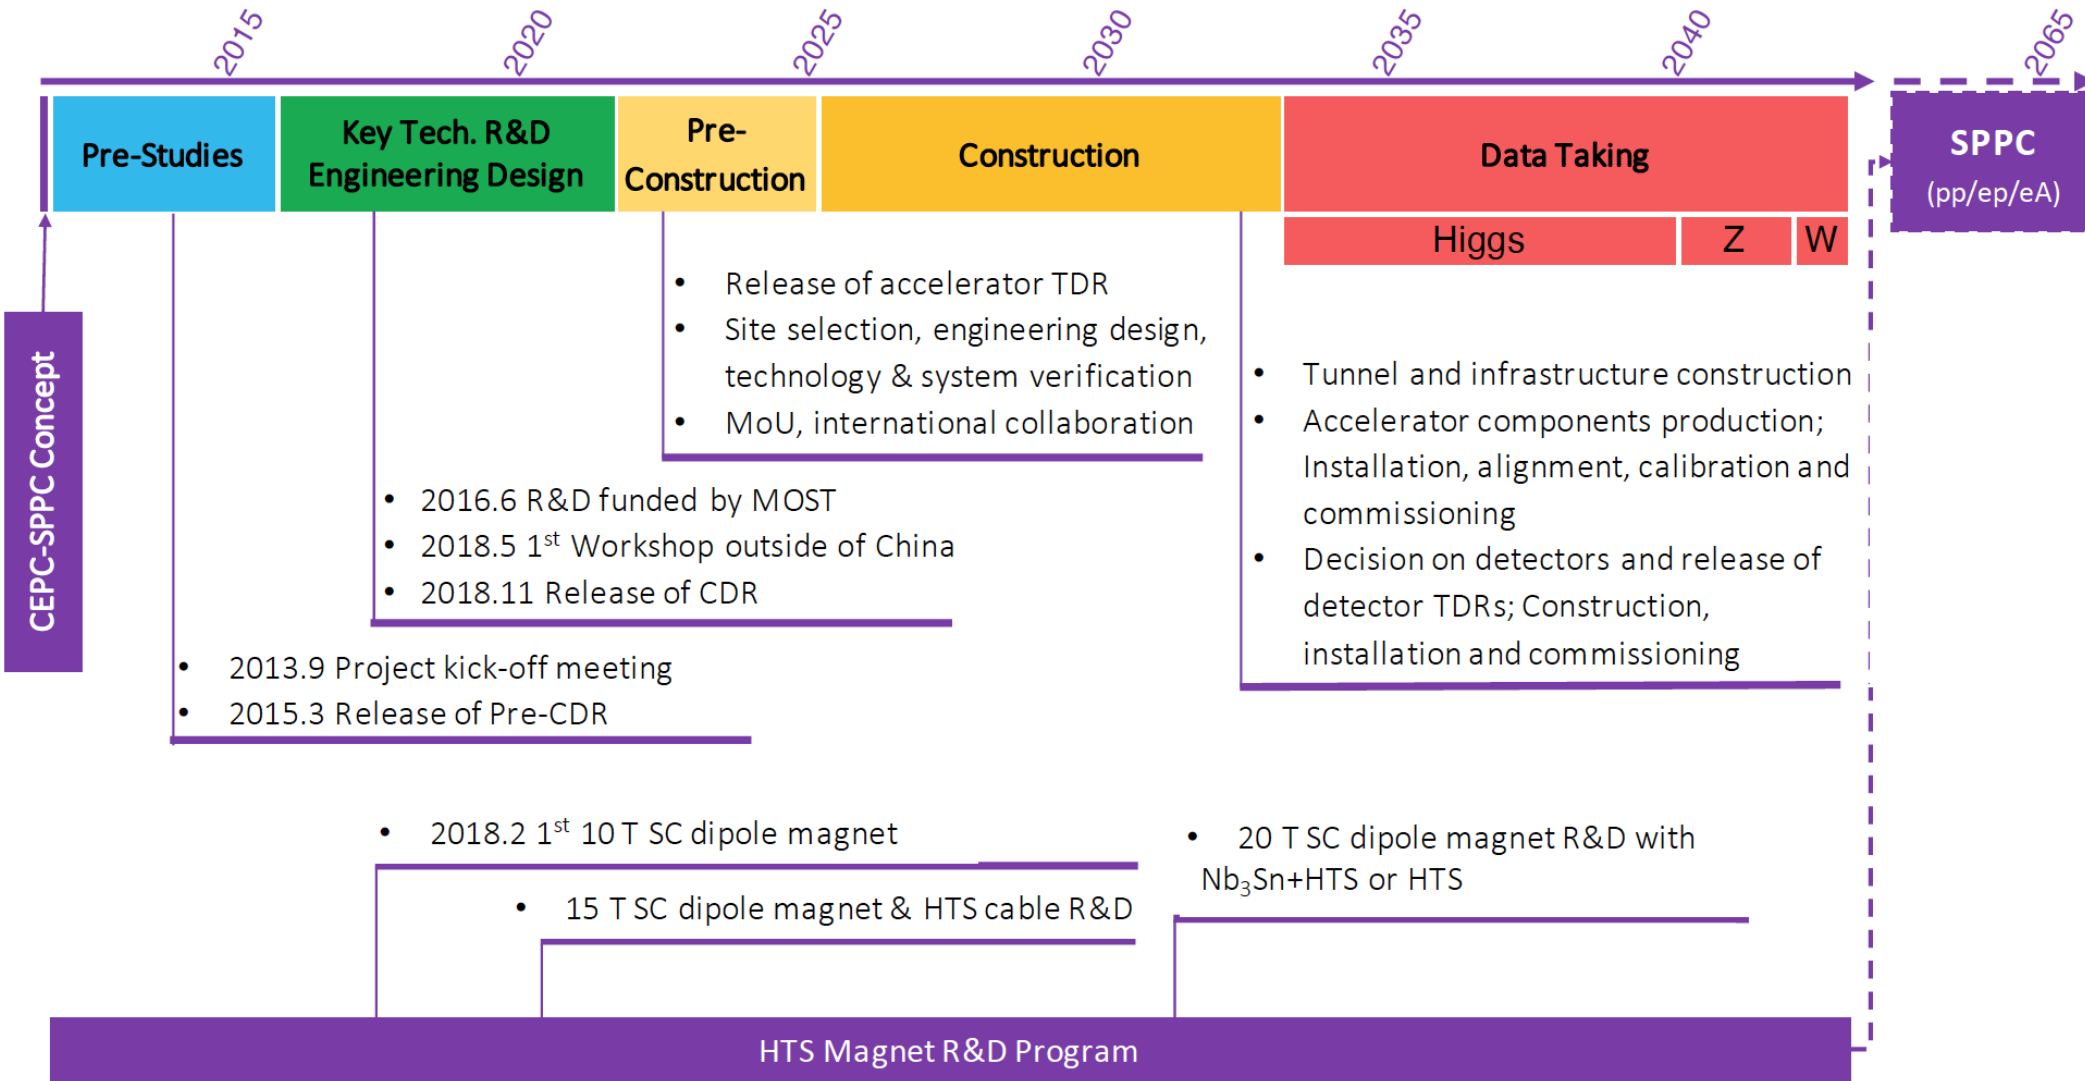 2015
2020
2025
2030
2035
2040
2065
Pre-Studies
Key Tech. R&D
Engineering Design
Pre-
Construction
Construction
Data Taking
SPPC
(pp/ep/eA)
Higgs
Z
W
CEPC-SPPC Concept
• Release of accelerator TDR
• Site selection, engineering design,
technology & system verification
• MoU, international collaboration
• Tunnel and infrastructure construction
• Accelerator components production;
Installation, alignment, calibration and
commissioning
• Decision on detectors and release of
detector TDRs; Construction,
installation and commissioning
• 2016.6 R&D funded by MOST
• 2018.5 1st Workshop outside of China
• 2018.11 Release of CDR
• 2013.9 Project kick-off meeting
• 2015.3 Release of Pre-CDR
• 2018.2 1st 10 T SC dipole magnet
• 15 T SC dipole magnet & HTS cable R&D
• 20 T SC dipole magnet R&D with
Nb3Sn+HTS or HTS
HTS Magnet R&D Program